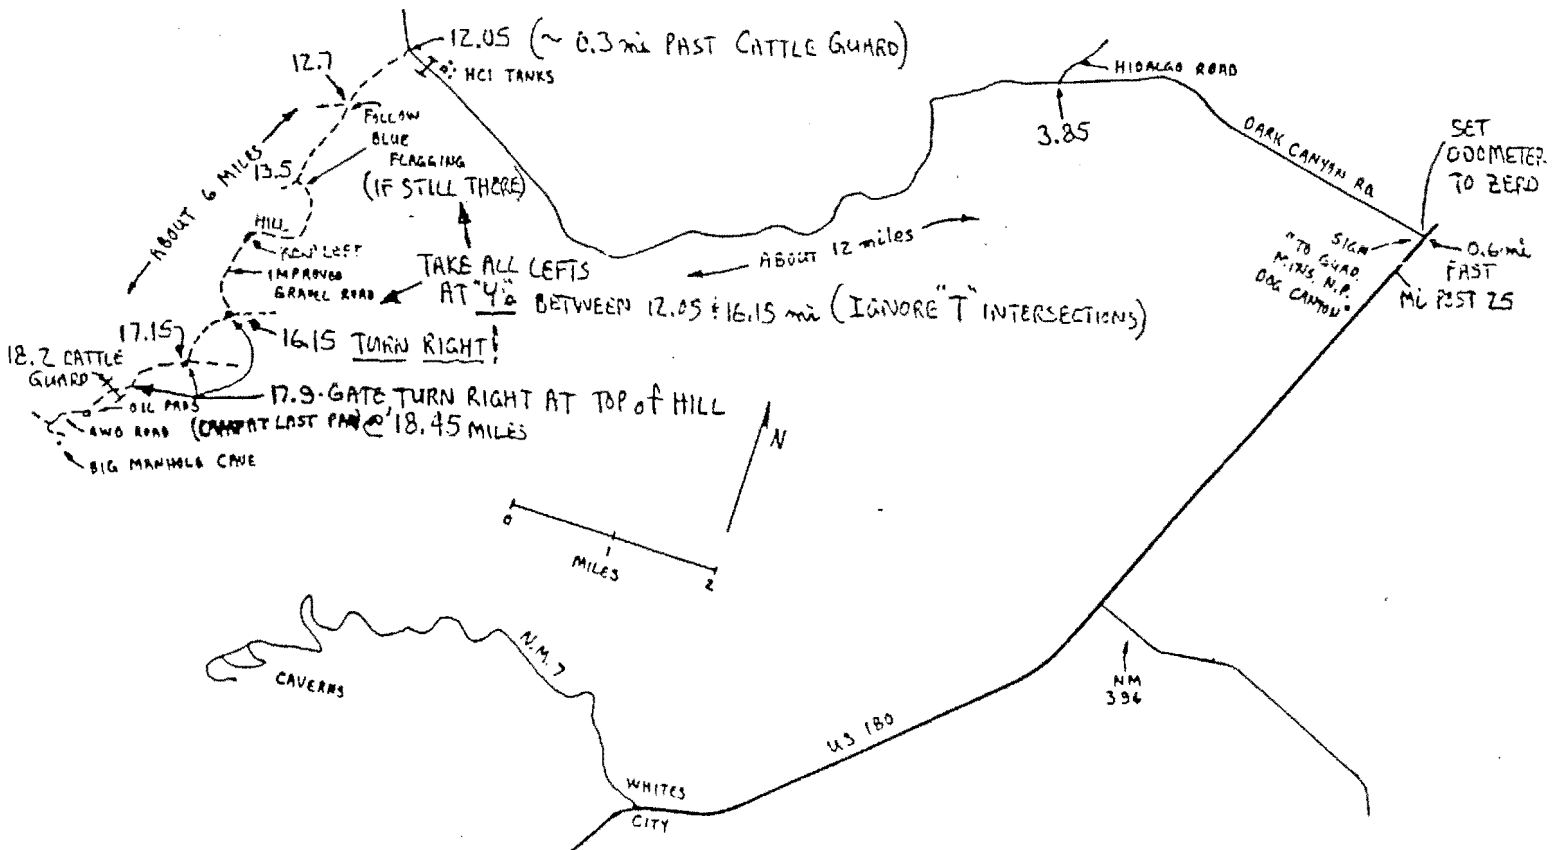 12.05 (~ 0.3 mi PAST CATTLE GUARD)
HCl TANKS
12.7
FOLLOW
BLUE
FLAGGING
(IF STILL THERE)
ABOUT 6 MILES
13.5
HILL
LEFT
IMPROVED
GRAVEL ROAD
TAKE ALL LEFTS
AT "Y"s BETWEEN 12.05 & 16.15 mi (IGNORE "T" INTERSECTIONS)
16.15 TURN RIGHT!
17.15
18.2 CATTLE
GUARD
17.9 - GATE TURN RIGHT AT TOP of HILL
OIL PADS
4WD ROAD (CAMP AT LAST PAD @ 18.45 MILES
BIG MANHOLE CAVE
ABOUT 12 miles
HIDALGO ROAD
3.85
DARK CANYON RD.
SET
ODOMETER
TO ZERO
SIGN
"TO GUAD.
MTNS. N.P.
DOG CANYON"
0.6 mi
PAST
Mi POST 25
N
0
1
2
MILES
N.M. 7
CAVERNS
NM
396
US 180
WHITES
CITY